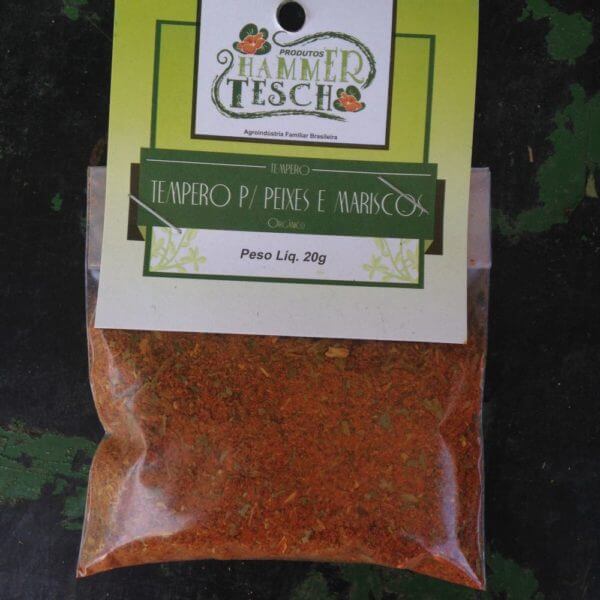 PRODUTOS
HAMMER
TESCH
Agroindústria Familiar Brasileira
TEMPERO
TEMPERO P/ PEIXES E MARISCOS
ORGÂNICO
Peso Líq. 20g